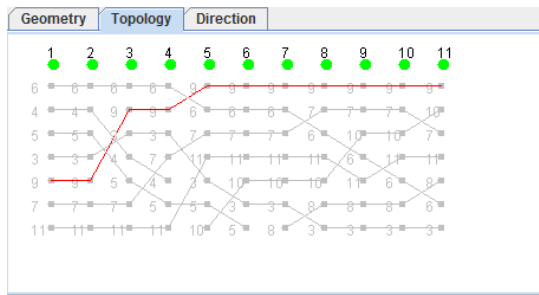 Geometry Topology Direction
1 2 3 4 5 6 7 8 9 10 11
6 6 6 6 9 9 9 9 9 9 9
4 4 9 9 6 6 6 7 7 7 10
5 5 3 3 7 7 7 6 10 10 7
3 3 4 7 11 11 11 11 6 11 11
9 9 5 4 3 10 10 10 11 6 8
7 7 7 5 5 3 3 8 8 8 6
11 11 11 11 10 5 8 3 3 3